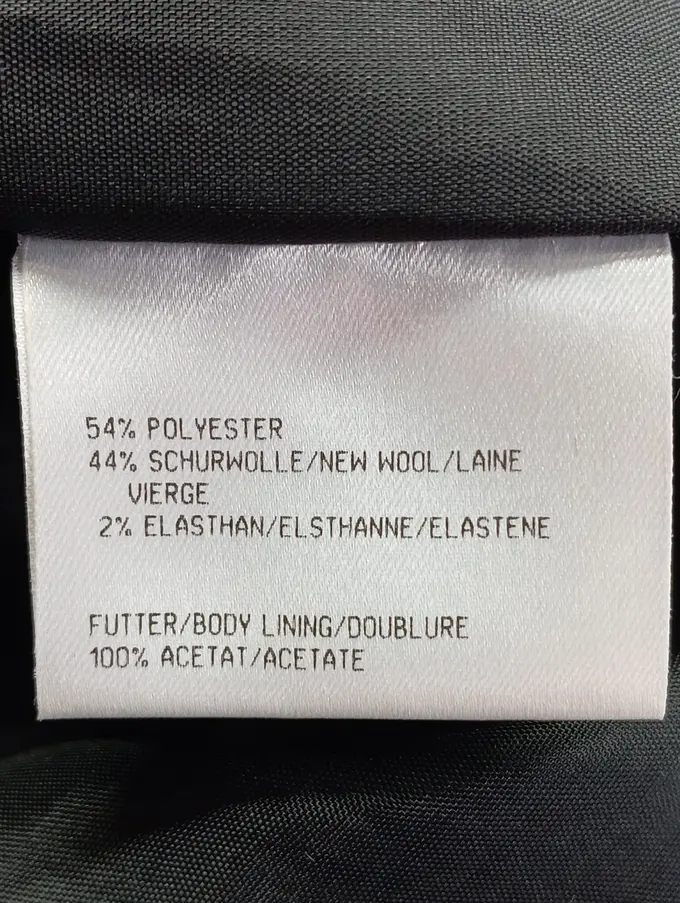 54% POLYESTER
44% SCHURWOLLE/NEW WOOL/LAINE
VIERGE
2% ELASTHAN/ELSTHANNE/ELASTENE
FUTTER/BODY LINING/DOUBLURE
100% ACETAT/ACETATE